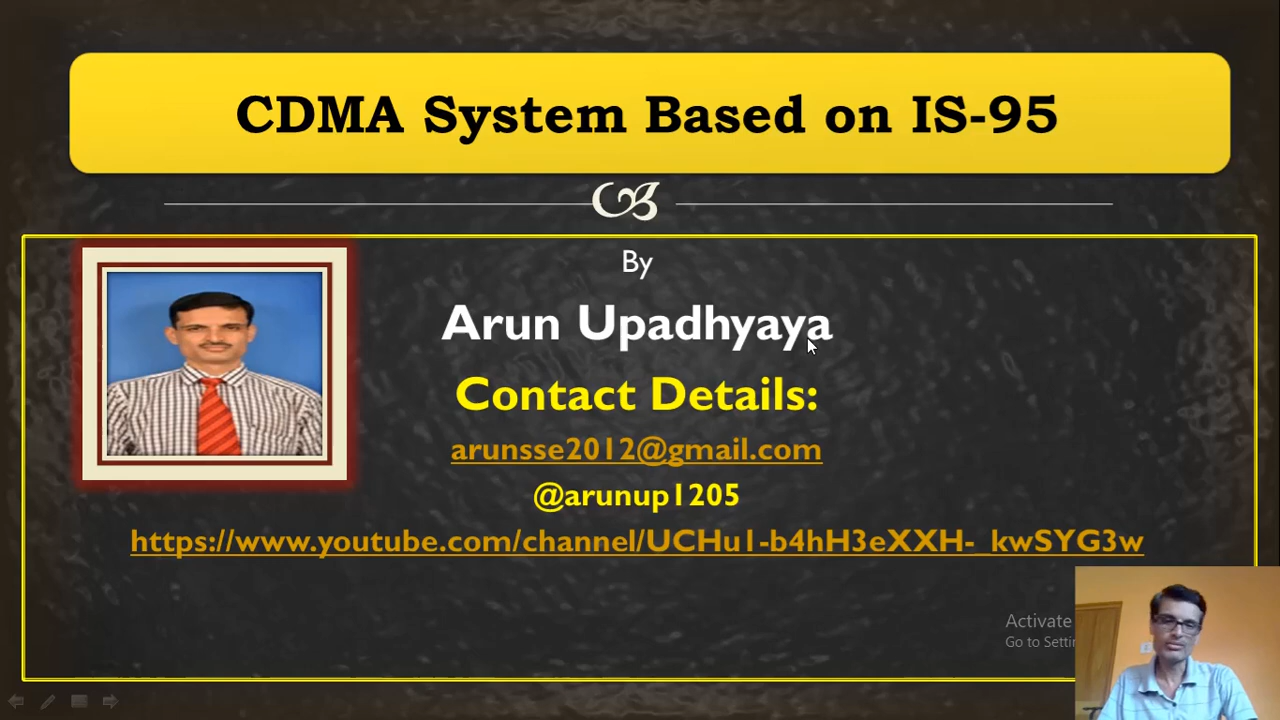 CDMA System Based on IS-95
By
Arun Upadhyaya
Contact Details:
arunsse2012@gmail.com
@arunup1205
https://www.youtube.com/channel/UCHu1-b4hH3eXXH-_kwSYG3w
Activate
Go to Settin